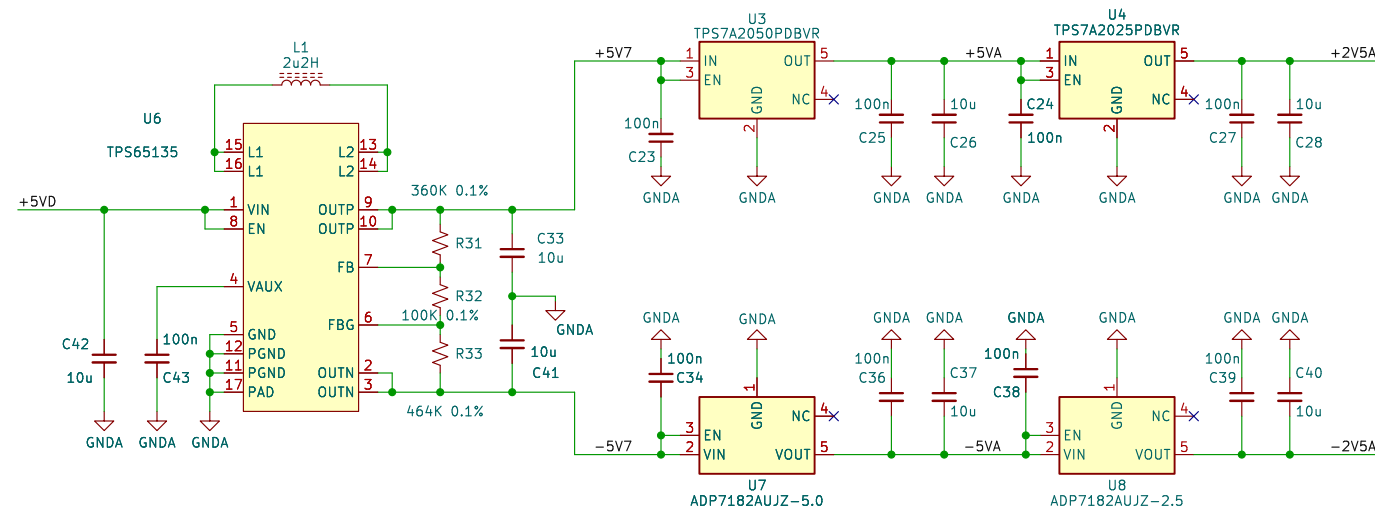 L1
2u2H
U6
TPS65135
+5VD
15
L1
16
L1
1
VIN
8
EN
4
VAUX
5
GND
12
PGND
11
PGND
17
PAD
L2
13
L2
14
OUTP
9
OUTP
10
FB
7
FBG
6
OUTN
2
OUTN
3
C42
10u
GNDA
100n
C43
GNDA
GNDA
360K 0.1%
R31
R32
100K 0.1%
R33
464K 0.1%
C33
10u
GNDA
10u
C41
+5V7
100n
C23
GNDA
U3
TPS7A2050PDBVR
1
IN
3
EN
OUT
5
NC
4
GND
2
GNDA
100n
C25
GNDA
10u
C26
GNDA
+5VA
C24
100n
GNDA
U4
TPS7A2025PDBVR
1
IN
3
EN
OUT
5
NC
4
GND
2
GNDA
100n
C27
GNDA
10u
C28
GNDA
+2V5A
-5V7
GNDA
100n
C34
GNDA
1
GND
NC
4
3
EN
2
VIN
VOUT
5
U7
ADP7182AUJZ-5.0
GNDA
100n
C36
GNDA
C37
10u
-5VA
GNDA
100n
C38
GNDA
1
GND
NC
4
3
EN
2
VIN
VOUT
5
U8
ADP7182AUJZ-2.5
GNDA
100n
C39
GNDA
C40
10u
-2V5A